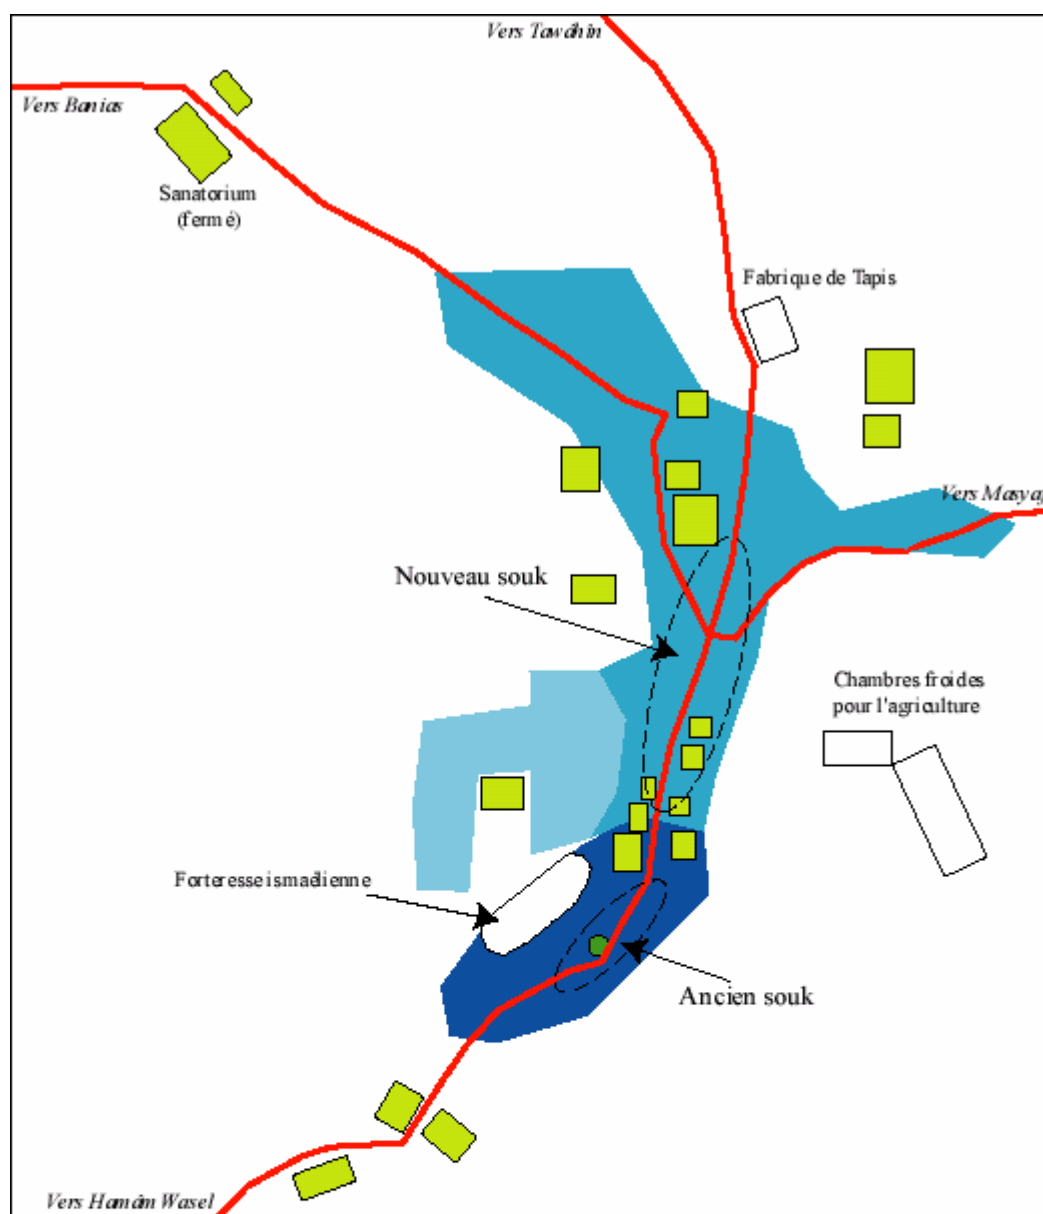 Vers Tawâhin
Vers Banias
Sanatorium
(fermé)
Fabrique de Tapis
Vers Masyaf
Nouveau souk
Chambres froides
pour l'agriculture
Forteresse ismaélienne
Ancien souk
Vers Hamâm Wasel